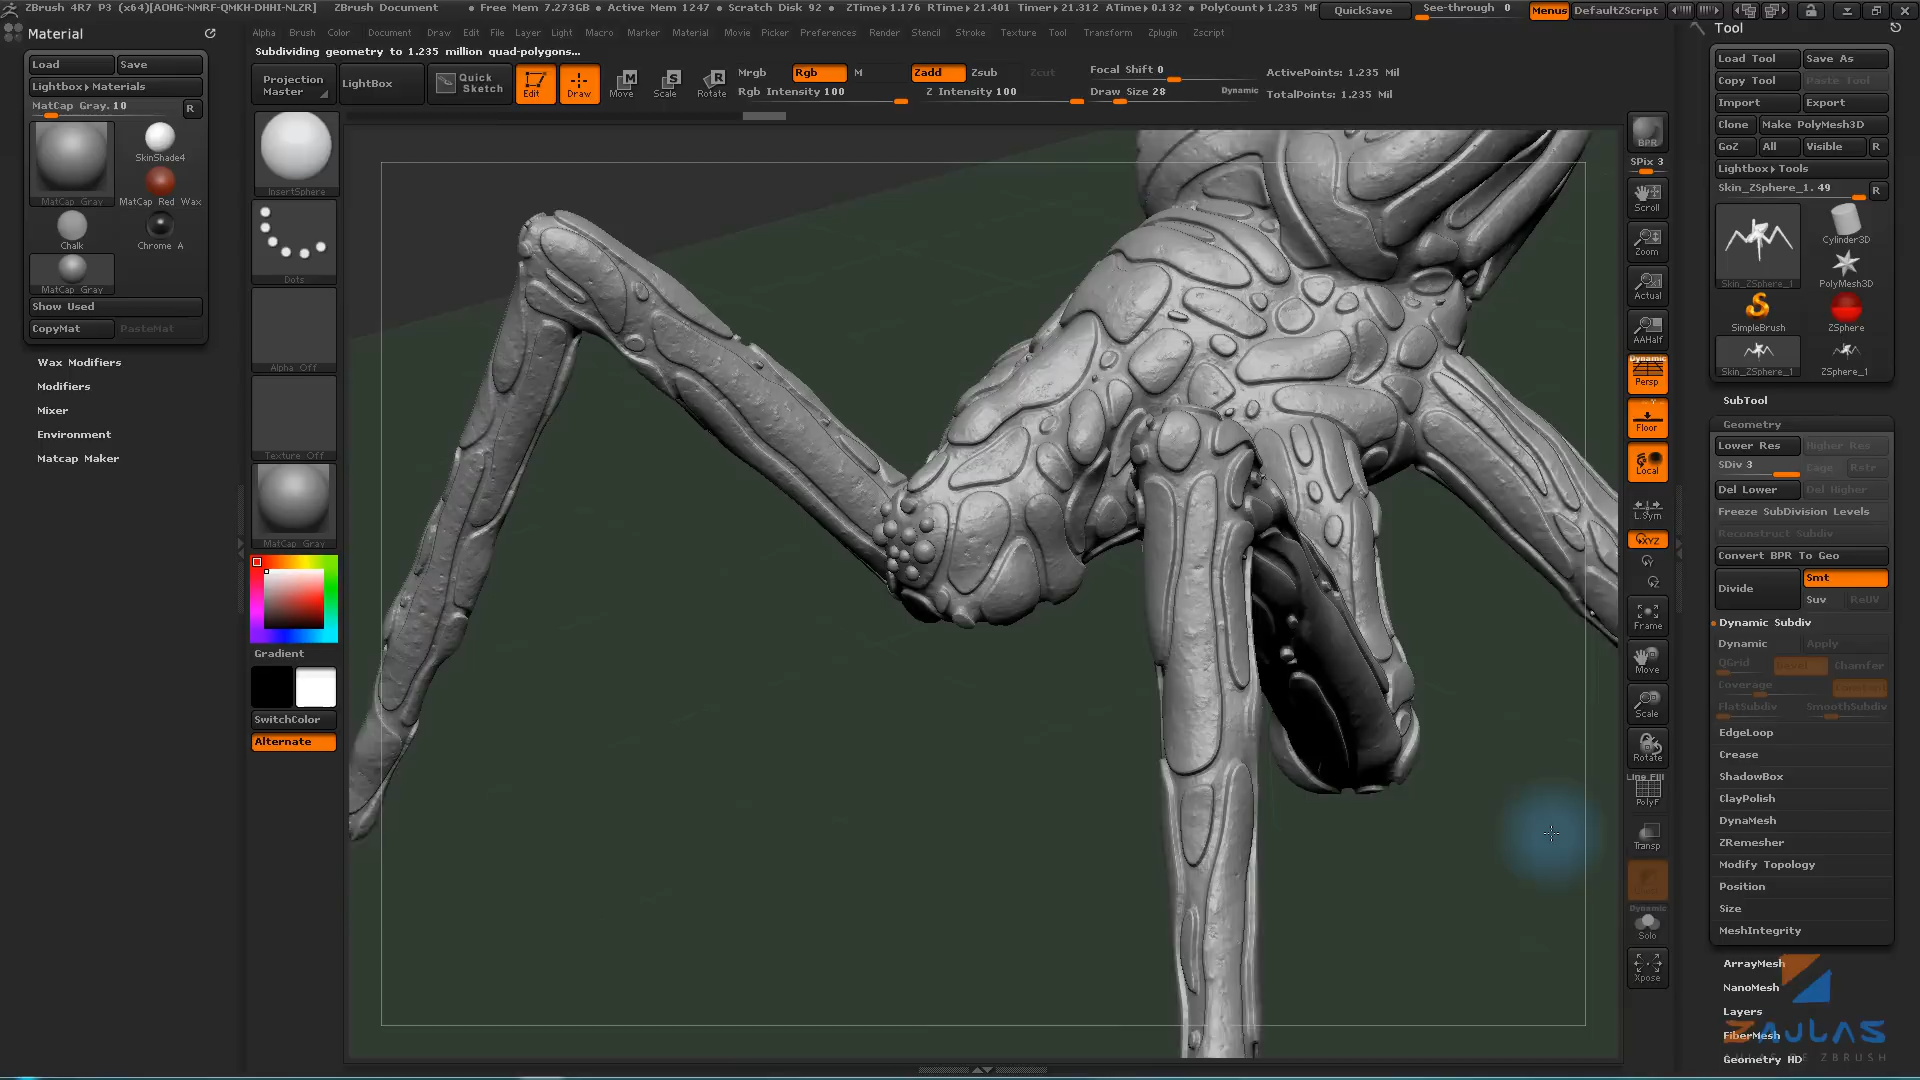 ZBrush 4R7 P3 (x64)[AOHG-NMRF-QMKH-DHHI-NLZR] ZBrush Document • Free Mem 7.273GB • Active Mem 1247 • Scratch Disk 92 • ZTime▸1.176 RTime▸21.401 Timer▸21.312 ATime▸0.132 • PolyCount▸1.235 MP QuickSave See-through 0 Menus DefaultZScript
Material
Alpha Brush Color Document Draw Edit File Layer Light Macro Marker Material Movie Picker Preferences Render Stencil Stroke Texture Tool Transform Zplugin Zscript
Tool
Subdividing geometry to 1.235 million quad-polygons...
Load Save
Lightbox▸Materials
MatCap Gray. 10 R
SkinShade4
MatCap Gray MatCap Red Wax
Chalk Chrome A
MatCap Gray
Show Used
CopyMat PasteMat
Wax Modifiers
Modifiers
Mixer
Environment
Matcap Maker
Projection Master
LightBox
Quick Sketch
Edit Draw Move Scale Rotate
Mrgb Rgb M Zadd Zsub Zcut
Rgb Intensity 100 Z Intensity 100
Focal Shift 0
Draw Size 28 Dynamic
ActivePoints: 1.235 Mil
TotalPoints: 1.235 Mil
InsertSphere
Dots
Alpha Off
Texture Off
MatCap Gray
Gradient
SwitchColor
Alternate
BPR
SPix 3
Scroll
Zoom
Actual
AAHalf
Dynamic
Persp
Floor
Local
L.Sym
XYZ
Y
Z
Frame
Move
Scale
Rotate
Line Fill
PolyF
Transp
Dynamic
Solo
Xpose
Load Tool Save As
Copy Tool Paste Tool
Import Export
Clone Make PolyMesh3D
GoZ All Visible R
Lightbox▸Tools
Skin_ZSphere_1. 49 R
Cylinder3D
Skin_ZSphere_1 PolyMesh3D
SimpleBrush ZSphere
Skin_ZSphere_1 ZSphere_1
SubTool
Geometry
Lower Res Higher Res
SDiv 3 Cage Rstr
Del Lower Del Higher
Freeze SubDivision Levels
Reconstruct Subdiv
Convert BPR To Geo
Divide Smt
Suv ReUV
Dynamic Subdiv
Dynamic Apply
QGrid Bevel Chamfer
Coverage Constant
FlatSubdiv SmoothSubdiv
EdgeLoop
Crease
ShadowBox
ClayPolish
DynaMesh
ZRemesher
Modify Topology
Position
Size
MeshIntegrity
ArrayMesh
NanoMesh
Layers
FiberMesh
Geometry HD